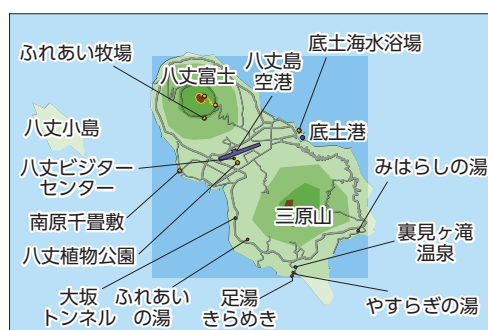 ふれあい牧場
八丈富士
八丈島
空港
底土海水浴場
底土港
八丈小島
八丈ビジター
センター
みはらしの湯
南原千畳敷
三原山
八丈植物公園
裏見ヶ滝
温泉
大坂
トンネル
ふれあい
の湯
足湯
きらめき
やすらぎの湯